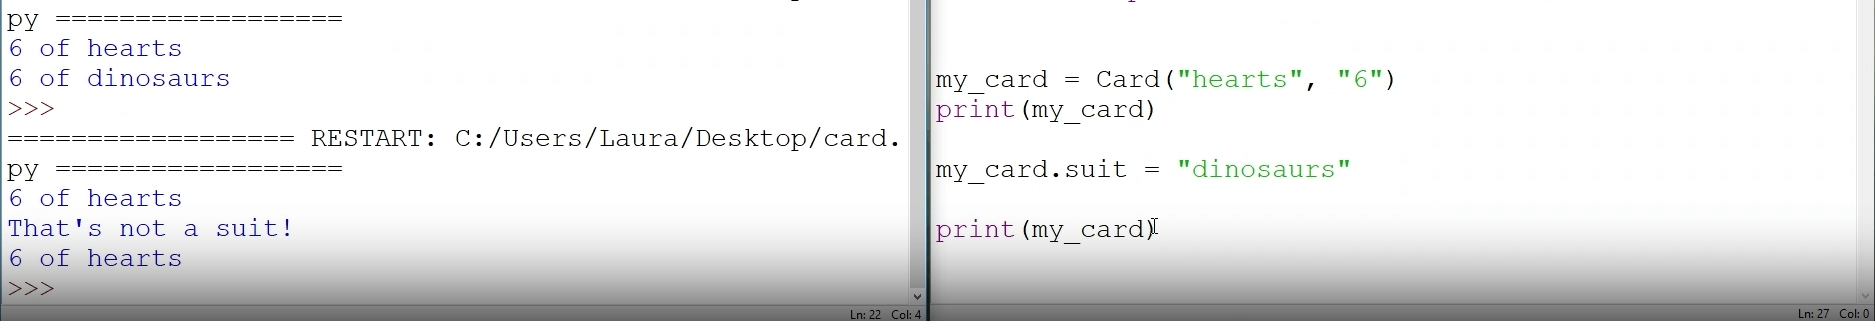 py ==================
6 of hearts
6 of dinosaurs
>>>
================== RESTART: C:/Users/Laura/Desktop/card.
py ==================
6 of hearts
That's not a suit!
6 of hearts
>>>
Ln: 22 Col: 4
my_card = Card("hearts", "6")
print(my_card)
my_card.suit = "dinosaurs"
print(my_card)
Ln: 27 Col: 0